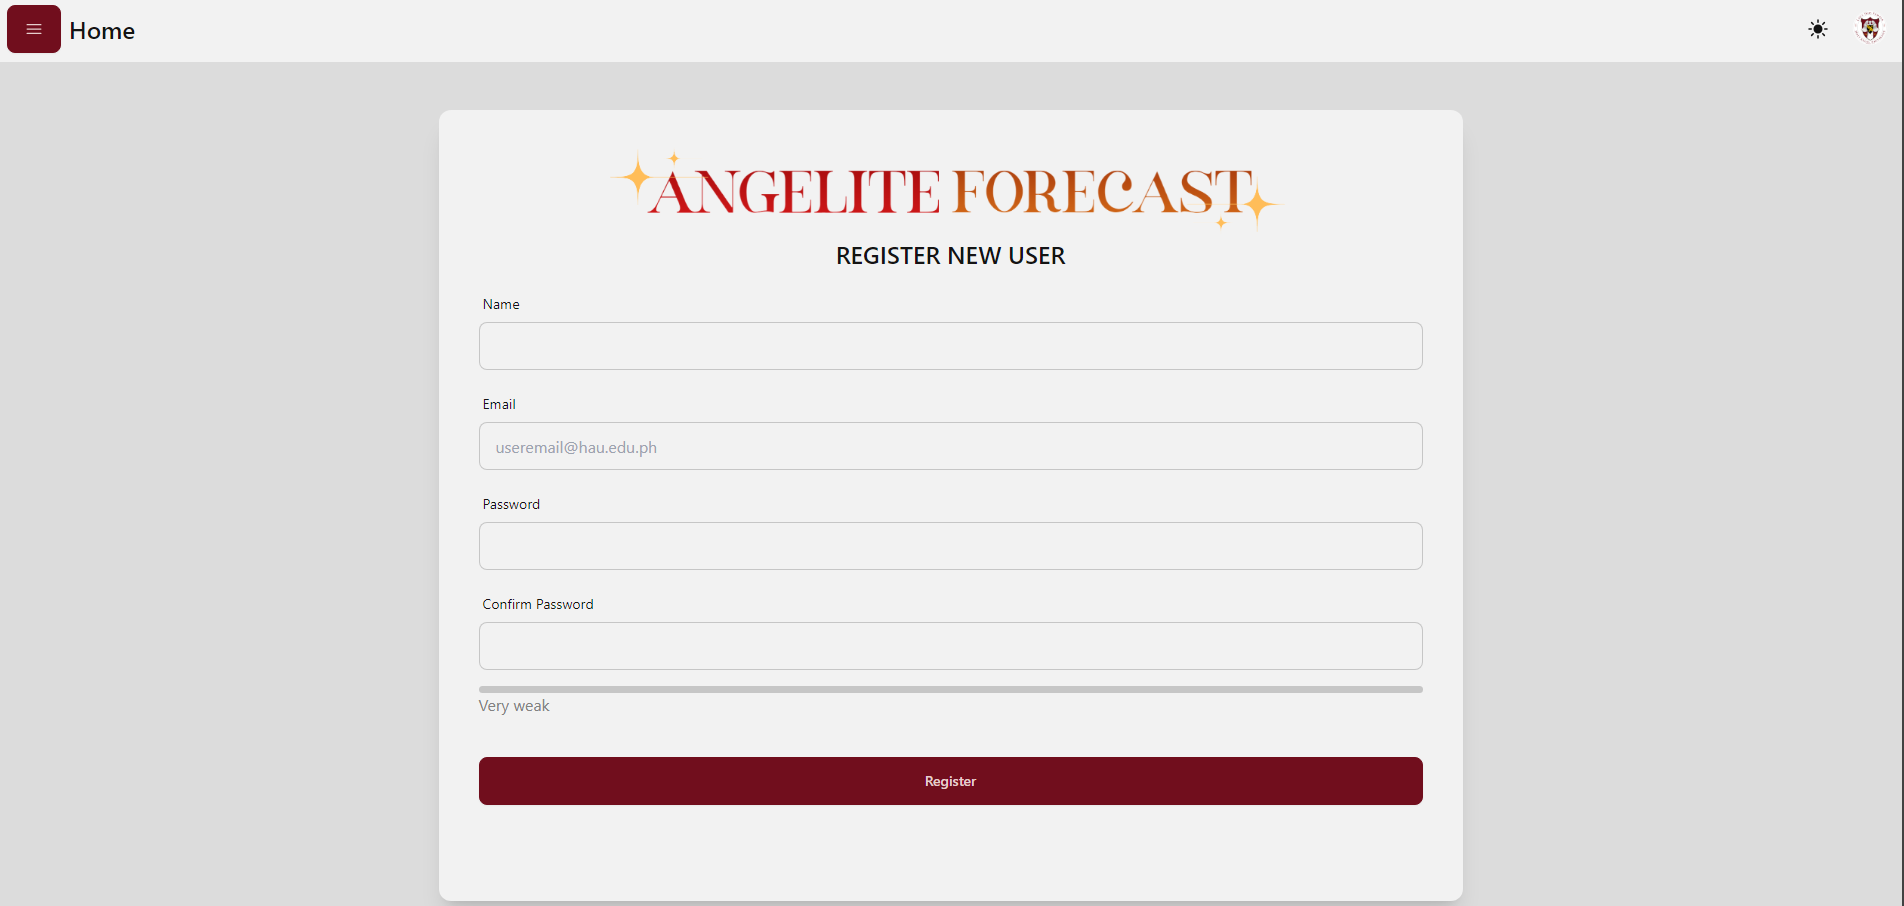 Home
ANGELITE FORECAST
REGISTER NEW USER
Name
Email
useremail@hau.edu.ph
Password
Confirm Password
Very weak
Register